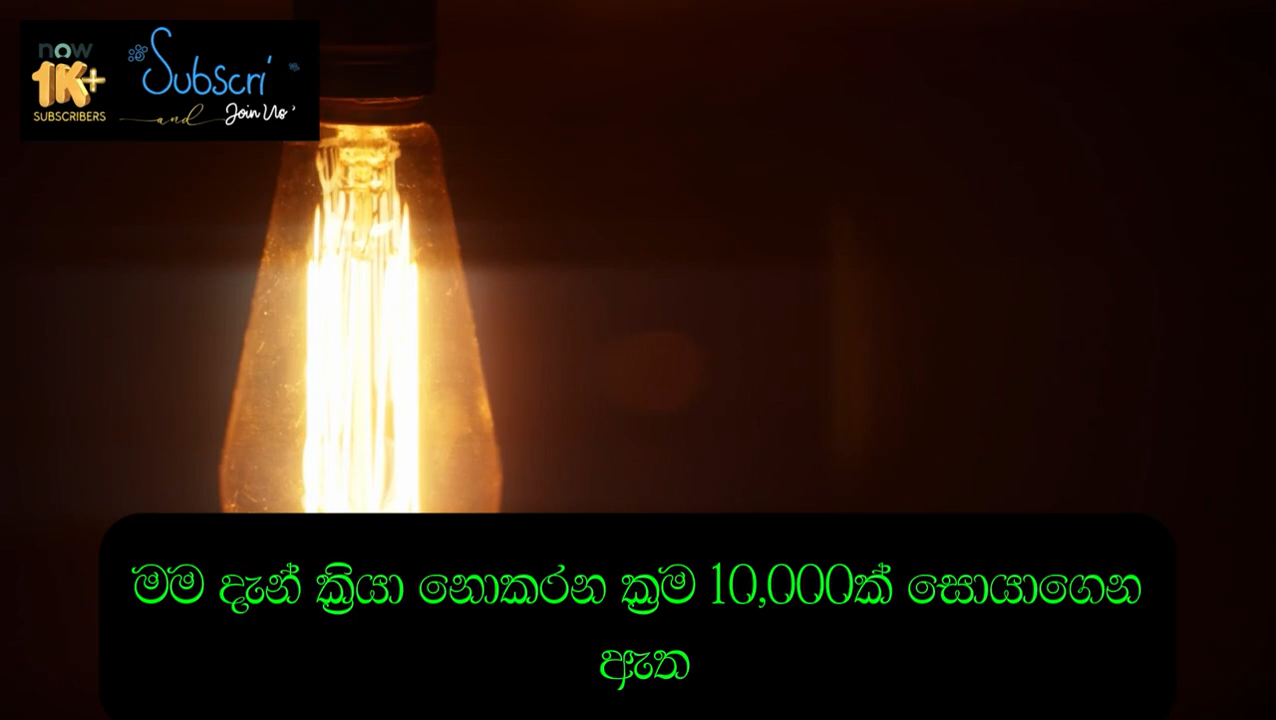 now
1K+
SUBSCRIBERS
Subscri
and Join Us
මම දැන් ක්‍රියා නොකරන ක්‍රම 10,000ක් සොයාගෙන
ඇත